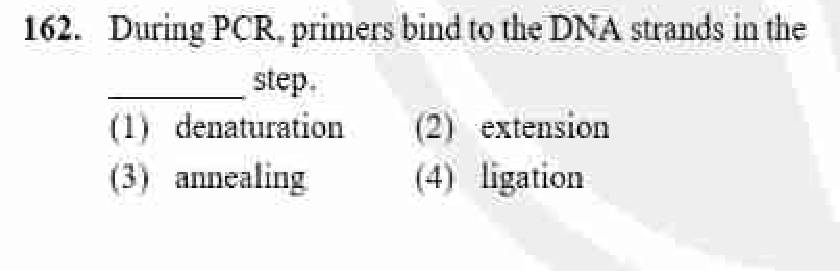 162. During PCR, primers bind to the DNA strands in the
________ step.
(1) denaturation (2) extension
(3) annealing (4) ligation